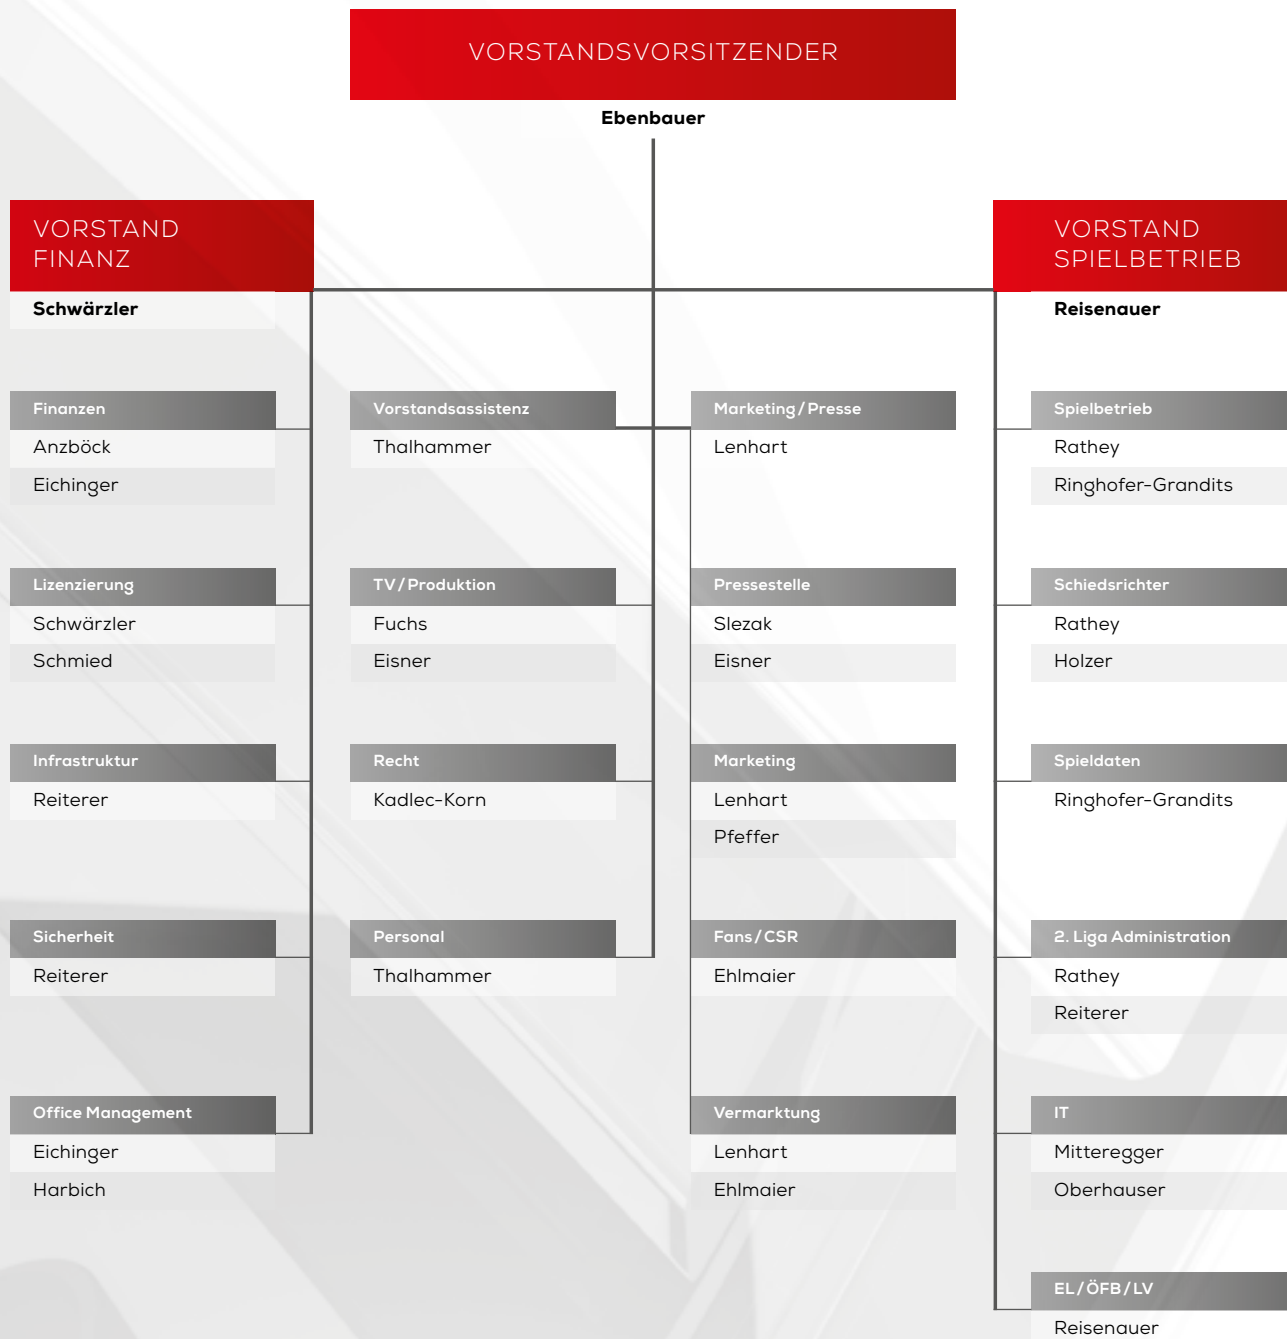 VORSTANDSVORSITZENDER
Ebenbauer
VORSTAND
FINANZ
Schwärzler
Finanzen
Anzböck
Eichinger
Lizenzierung
Schwärzler
Schmied
Infrastruktur
Reiterer
Sicherheit
Reiterer
Office Management
Eichinger
Harbich
Vorstandsassistenz
Thalhammer
TV / Produktion
Fuchs
Eisner
Recht
Kadlec-Korn
Personal
Thalhammer
Marketing / Presse
Lenhart
Pressestelle
Slezak
Eisner
Marketing
Lenhart
Pfeffer
Fans / CSR
Ehlmaier
Vermarktung
Lenhart
Ehlmaier
VORSTAND
SPIELBETRIEB
Reisenauer
Spielbetrieb
Rathey
Ringhofer-Grandits
Schiedsrichter
Rathey
Holzer
Spieldaten
Ringhofer-Grandits
2. Liga Administration
Rathey
Reiterer
IT
Mitteregger
Oberhauser
EL / ÖFB / LV
Reisenauer